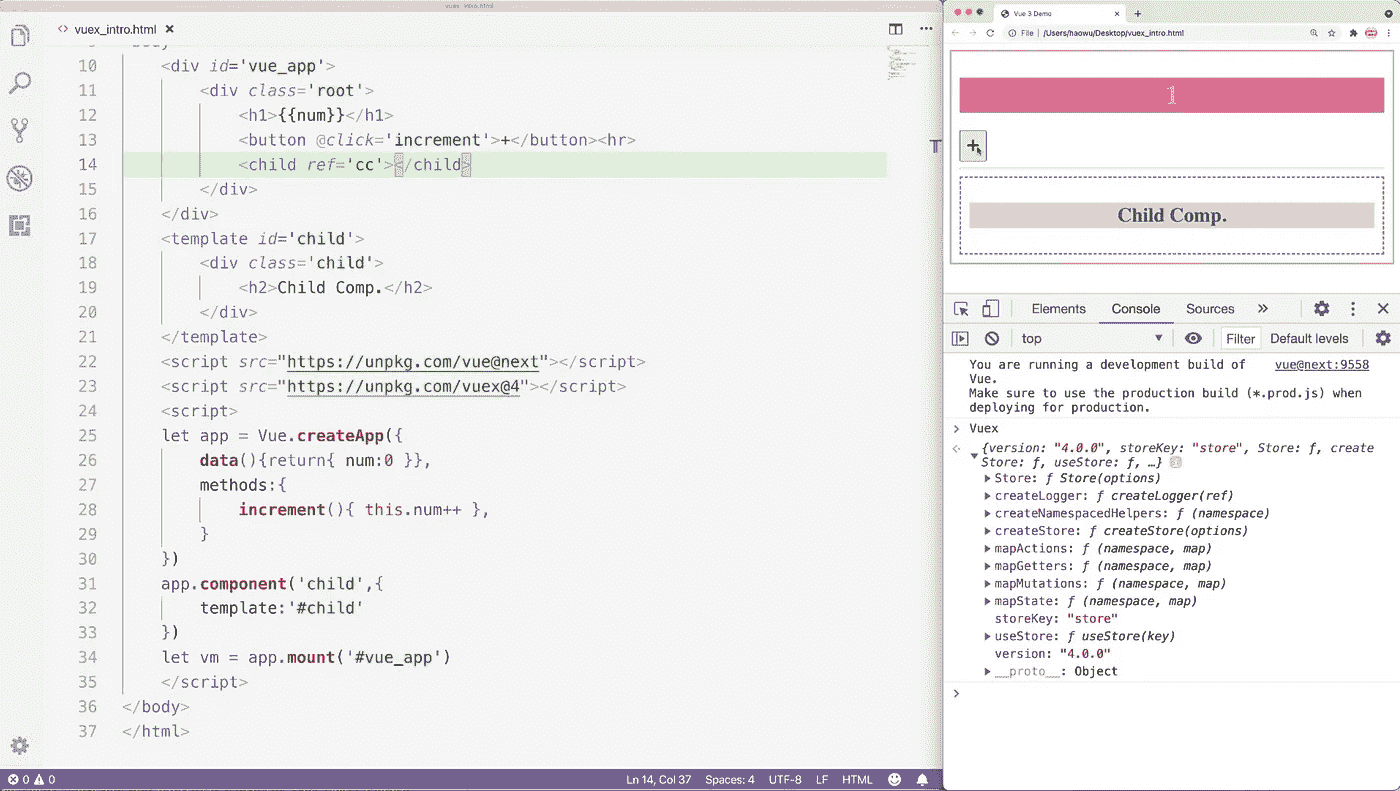 vuex_intro.html
vuex_intro.html
10 <div id='vue_app'>
11 <div class='root'>
12 <h1>{{num}}</h1>
13 <button @click='increment'>+</button><hr>
14 <child ref='cc'></child>
15 </div>
16 </div>
17 <template id='child'>
18 <div class='child'>
19 <h2>Child Comp.</h2>
20 </div>
21 </template>
22 <script src="https://unpkg.com/vue@next"></script>
23 <script src="https://unpkg.com/vuex@4"></script>
24 <script>
25 let app = Vue.createApp({
26 data(){return{ num:0 }},
27 methods:{
28 increment(){ this.num++ },
29 }
30 })
31 app.component('child',{
32 template:'#child'
33 })
34 let vm = app.mount('#vue_app')
35 </script>
36 </body>
37 </html>
0 0
Ln 14, Col 37 Spaces: 4 UTF-8 LF HTML
Vue 3 Demo
File | /Users/haowu/Desktop/vuex_intro.html
1
+
Child Comp.
Elements Console Sources »
top Filter Default levels
You are running a development build of vue@next:9558
Vue.
Make sure to use the production build (*.prod.js) when
deploying for production.
> Vuex
{version: "4.0.0", storeKey: "store", Store: ƒ, create
Store: ƒ, useStore: ƒ, …}
Store: ƒ Store(options)
createLogger: ƒ createLogger(ref)
createNamespacedHelpers: ƒ (namespace)
createStore: ƒ createStore(options)
mapActions: ƒ (namespace, map)
mapGetters: ƒ (namespace, map)
mapMutations: ƒ (namespace, map)
mapState: ƒ (namespace, map)
storeKey: "store"
useStore: ƒ useStore(key)
version: "4.0.0"
__proto__: Object
>